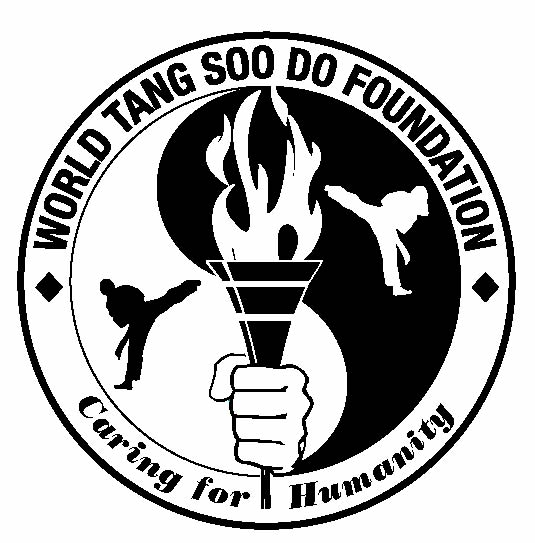 WORLD TANG SOO DO FOUNDATION
Caring for Humanity